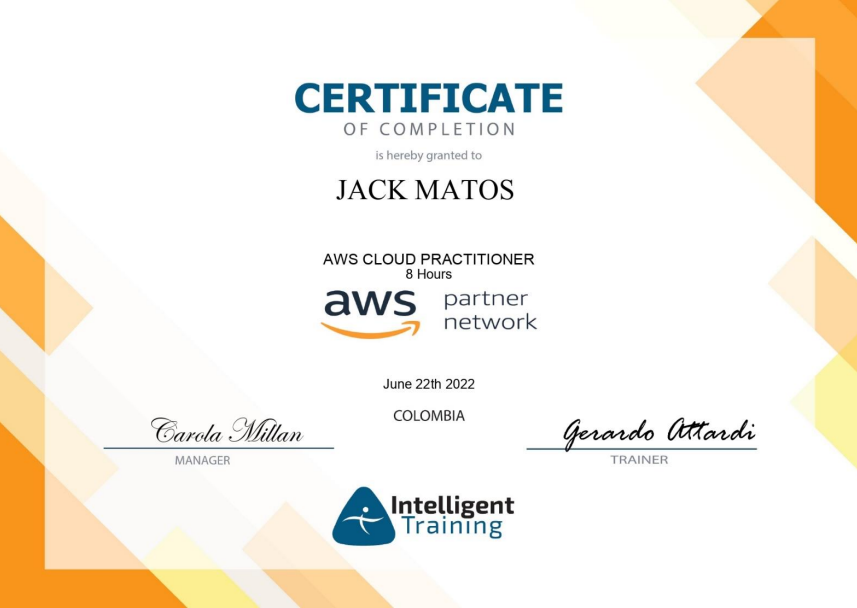 CERTIFICATE
OF COMPLETION
is hereby granted to
JACK MATOS
AWS CLOUD PRACTITIONER
8 Hours
aws partner
network
June 22th 2022
COLOMBIA
Carola Millan
MANAGER
Gerardo Attardi
TRAINER
Intelligent
Training